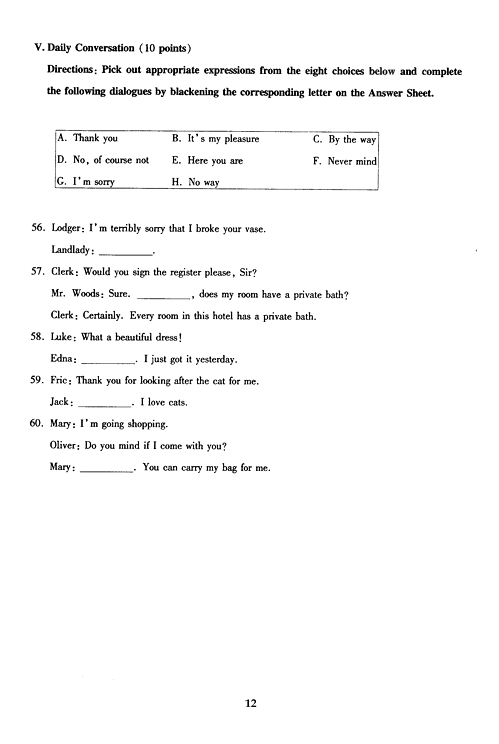 V. Daily Conversation (10 points)
Directions: Pick out appropriate expressions from the eight choices below and complete
the following dialogues by blackening the corresponding letter on the Answer Sheet.
A. Thank you B. It's my pleasure C. By the way
D. No, of course not E. Here you are F. Never mind
G. I'm sorry H. No way
56. Lodger: I'm terribly sorry that I broke your vase.
Landlady: __________.
57. Clerk: Would you sign the register please, Sir?
Mr. Woods: Sure. __________, does my room have a private bath?
Clerk: Certainly. Every room in this hotel has a private bath.
58. Luke: What a beautiful dress!
Edna: __________. I just got it yesterday.
59. Fric: Thank you for looking after the cat for me.
Jack: __________. I love cats.
60. Mary: I'm going shopping.
Oliver: Do you mind if I come with you?
Mary: __________. You can carry my bag for me.
12